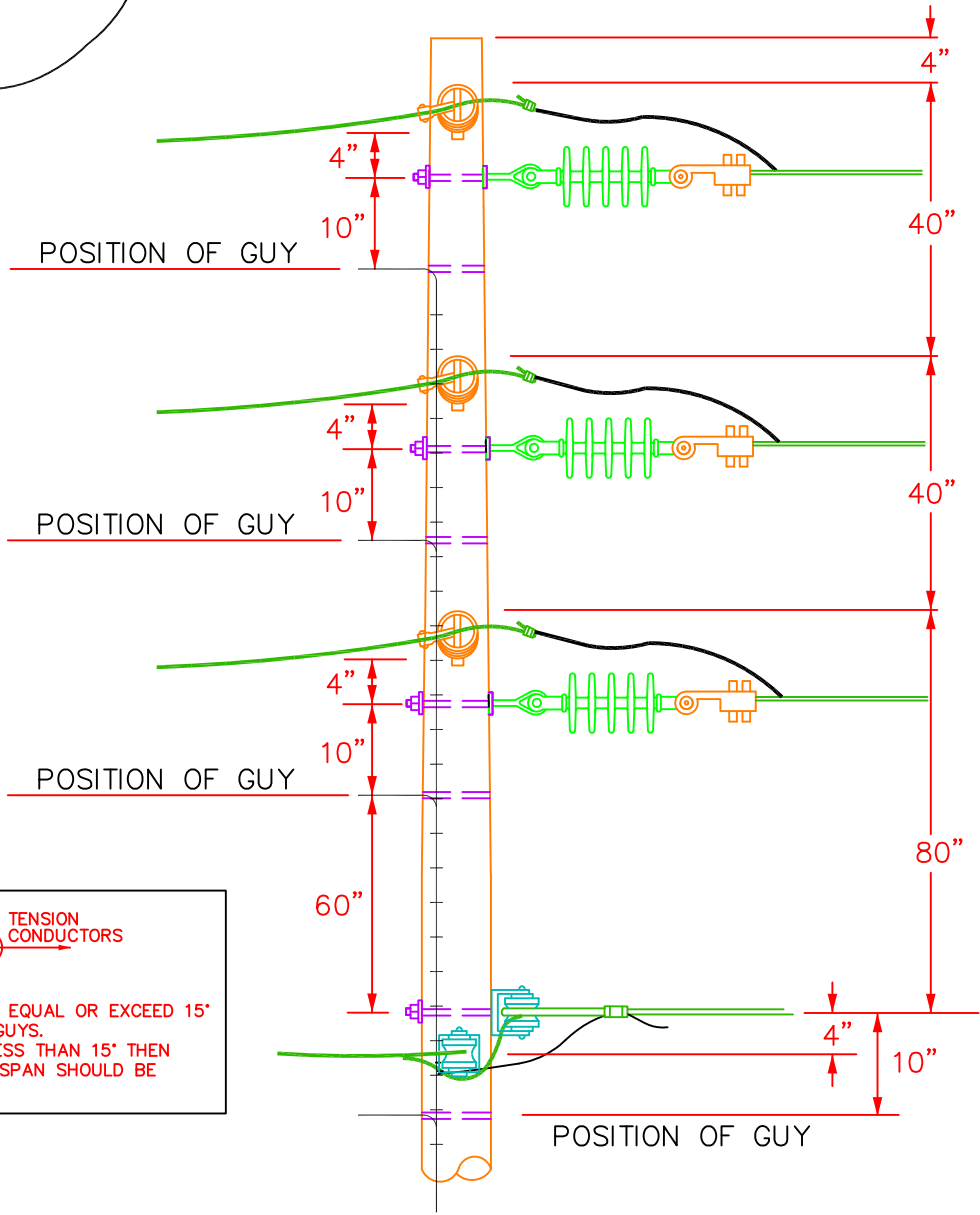 4”
4”
10”
40”
POSITION OF GUY
4”
10”
40”
POSITION OF GUY
4”
10”
POSITION OF GUY
80”
60”
TENSION
CONDUCTORS
EQUAL OR EXCEED 15°
GUYS.
ESS THAN 15° THEN
SPAN SHOULD BE
4”
10”
POSITION OF GUY